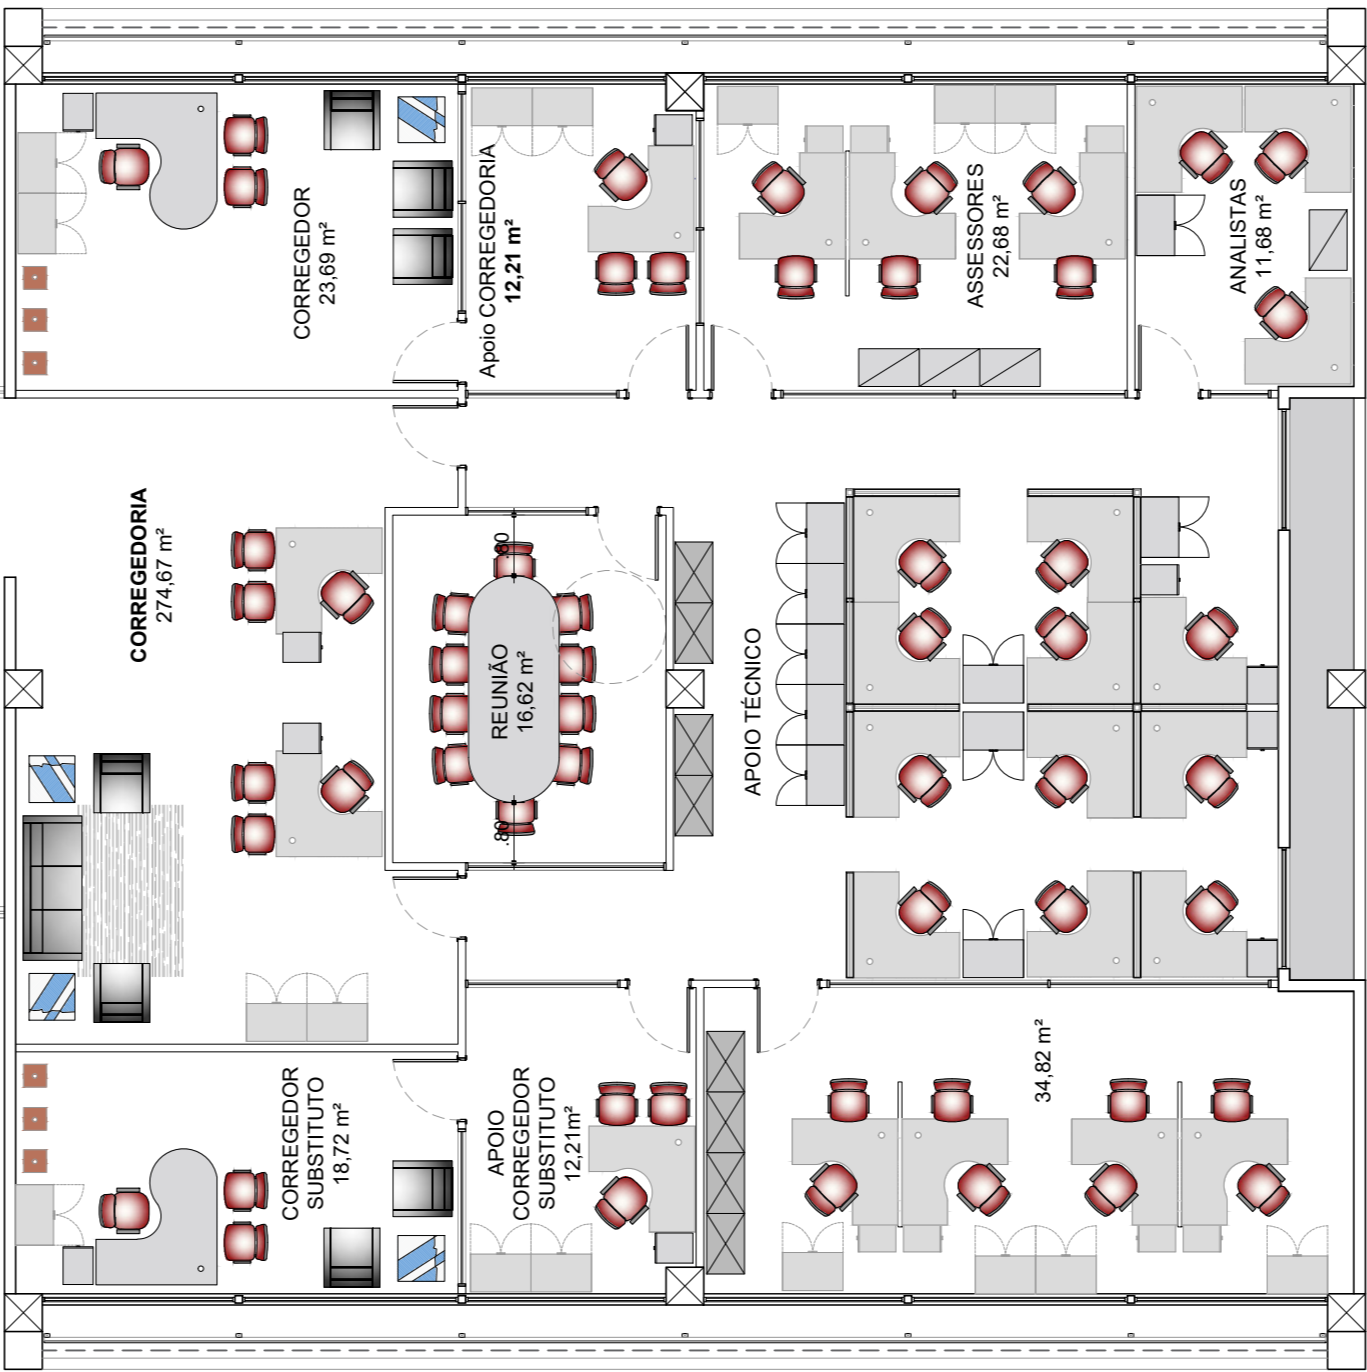 CORREGEDOR
23,69 m²
Apoio CORREGEDORIA
12,21 m²
ASSESSORES
22,68 m²
ANALISTAS
11,68 m²
CORREGEDORIA
274,67 m²
REUNIÃO
16,62 m²
.80
.80
APOIO TÉCNICO
CORREGEDOR
SUBSTITUTO
18,72 m²
APOIO
CORREGEDOR
SUBSTITUTO
12,21m²
34,82 m²